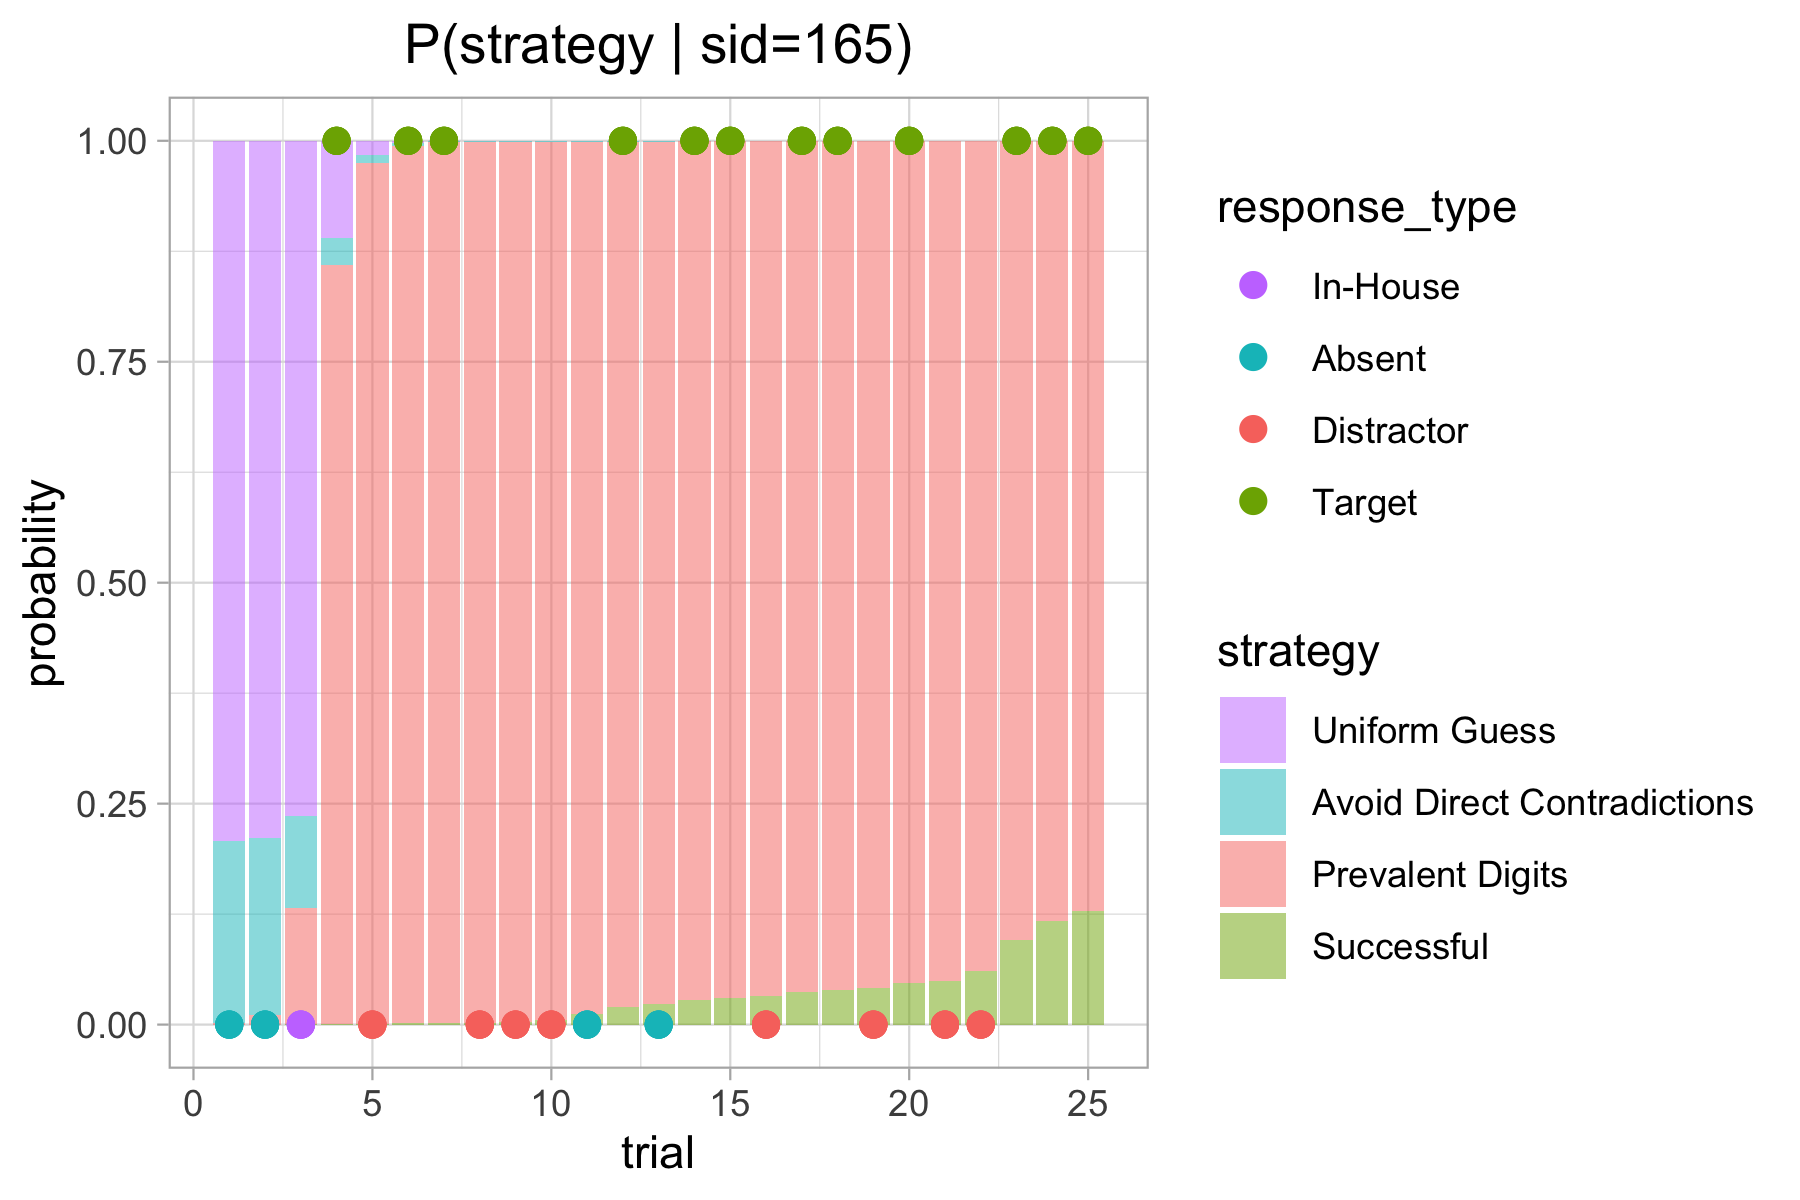 P(strategy | sid=165)
1.00
0.75
0.50
0.25
0.00
probability
0 5 10 15 20 25
trial
response_type
In-House
Absent
Distractor
Target
strategy
Uniform Guess
Avoid Direct Contradictions
Prevalent Digits
Successful